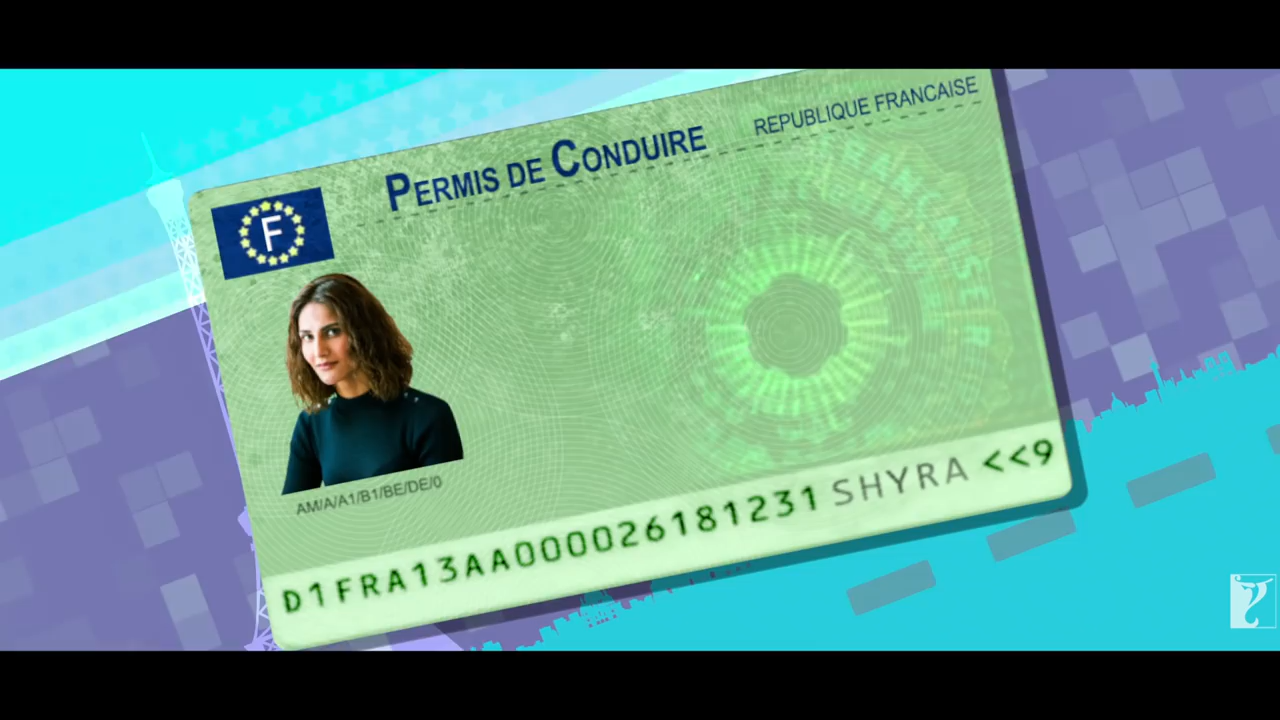 PERMIS DE CONDUIRE
REPUBLIQUE FRANCAISE
F
AM/A/A1/B1/BE/DE/0
D1FRA13AA000026181231 SHYRA <<9